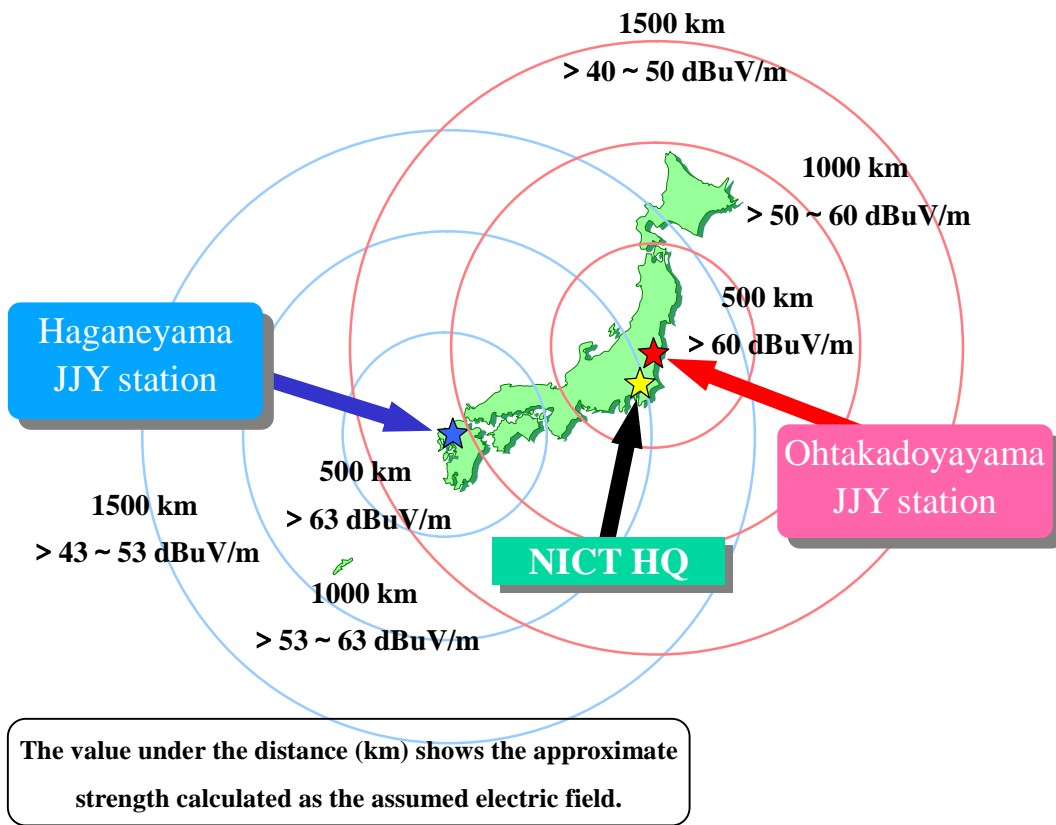 1500 km
> 40 ~ 50 dBuV/m
1000 km
> 50 ~ 60 dBuV/m
500 km
> 60 dBuV/m
Haganeyama
JJY station
Ohtakadoyayama
JJY station
500 km
> 63 dBuV/m
1500 km
> 43 ~ 53 dBuV/m
NICT HQ
1000 km
> 53 ~ 63 dBuV/m
The value under the distance (km) shows the approximate
strength calculated as the assumed electric field.